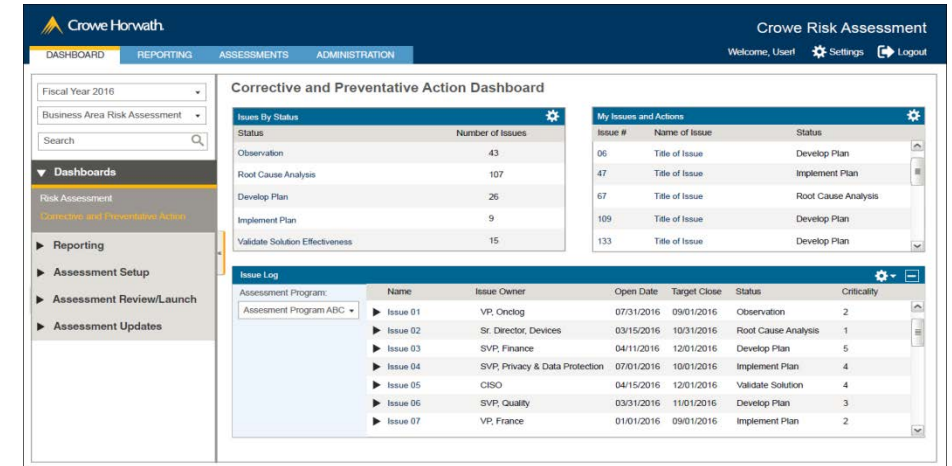 Crowe Horwath.
Crowe Risk Assessment
DASHBOARD REPORTING ASSESSMENTS ADMINISTRATION
Welcome, User! Settings Logout
Fiscal Year 2016
Business Area Risk Assessment
Search
Dashboards
Risk Assessment
Corrective and Preventative Action
Reporting
Assessment Setup
Assessment Review/Launch
Assessment Updates
Corrective and Preventative Action Dashboard
Isues By Status
Status Number of Issues
Observation 43
Root Cause Analysis 107
Develop Plan 26
Implement Plan 9
Validate Solution Effectiveness 15
My Issues and Actions
Issue # Name of Issue Status
06 Title of Issue Develop Plan
47 Title of Issue Implement Plan
67 Title of Issue Root Cause Analysis
109 Title of Issue Develop Plan
133 Title of Issue Develop Plan
Issue Log
Assessment Program:
Assesment Program ABC
Name Issue Owner Open Date Target Close Status Criticality
Issue 01 VP, Onclog 07/31/2016 09/01/2016 Observation 2
Issue 02 Sr. Director, Devices 03/15/2016 10/31/2016 Root Cause Analysis 1
Issue 03 SVP, Finance 04/11/2016 12/01/2016 Develop Plan 5
Issue 04 SVP, Privacy & Data Protection 07/01/2016 10/01/2016 Implement Plan 4
Issue 05 CISO 04/15/2016 12/01/2016 Validate Solution 4
Issue 06 SVP, Quality 03/31/2016 11/01/2016 Develop Plan 3
Issue 07 VP, France 01/01/2016 09/01/2016 Implement Plan 2